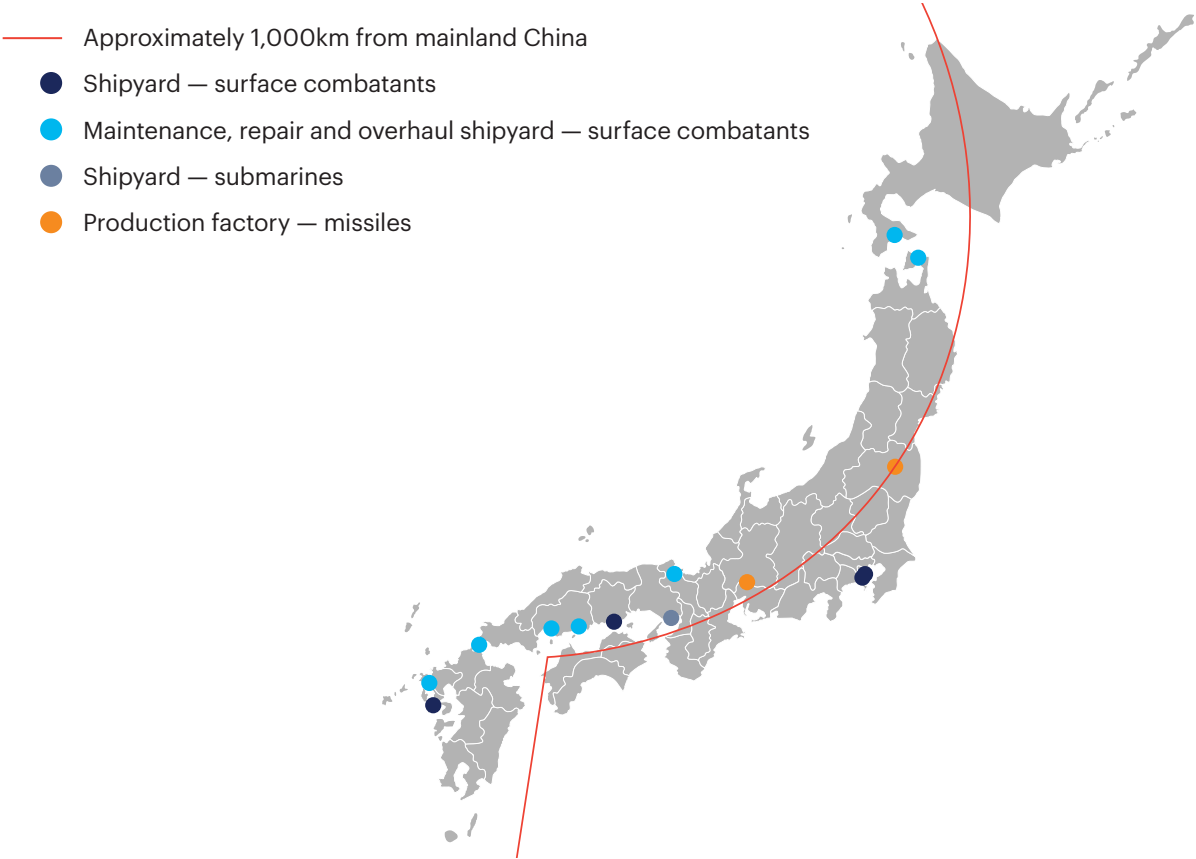 Approximately 1,000km from mainland China
Shipyard — surface combatants
Maintenance, repair and overhaul shipyard — surface combatants
Shipyard — submarines
Production factory — missiles